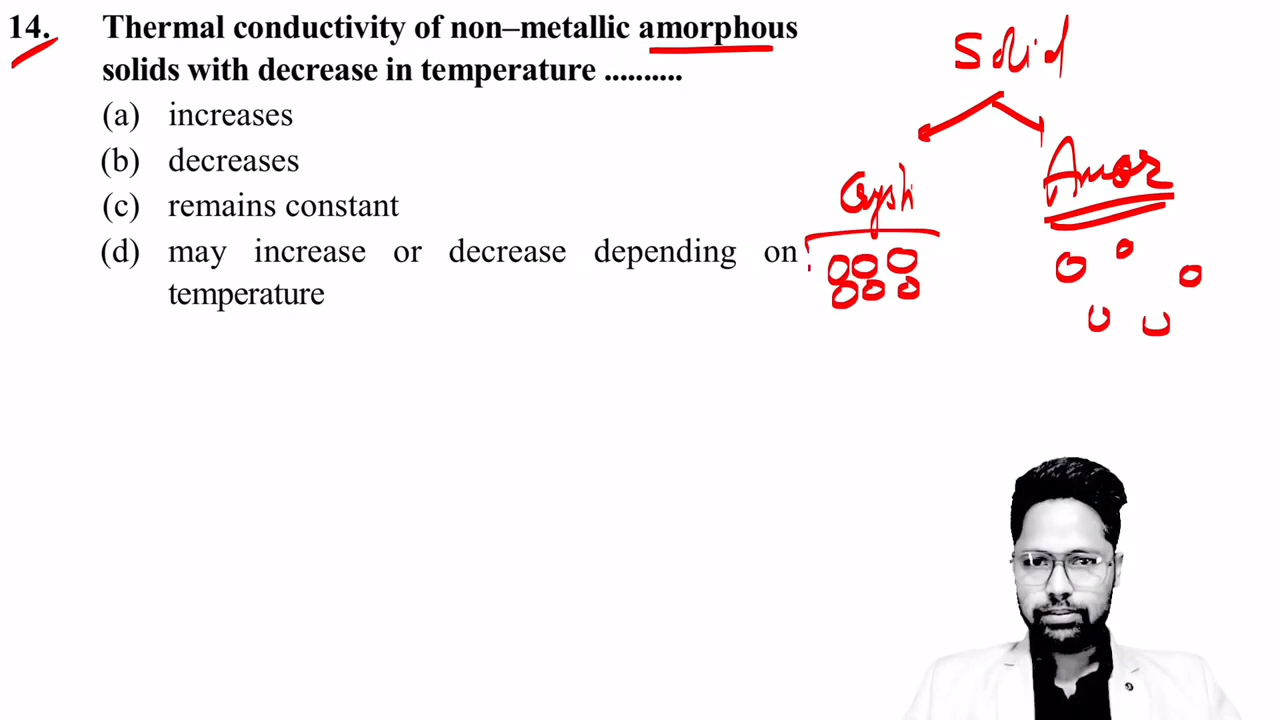 14. Thermal conductivity of non–metallic amorphous
solids with decrease in temperature ..........
(a) increases
(b) decreases
(c) remains constant
(d) may increase or decrease depending on
temperature
Solid
Amor